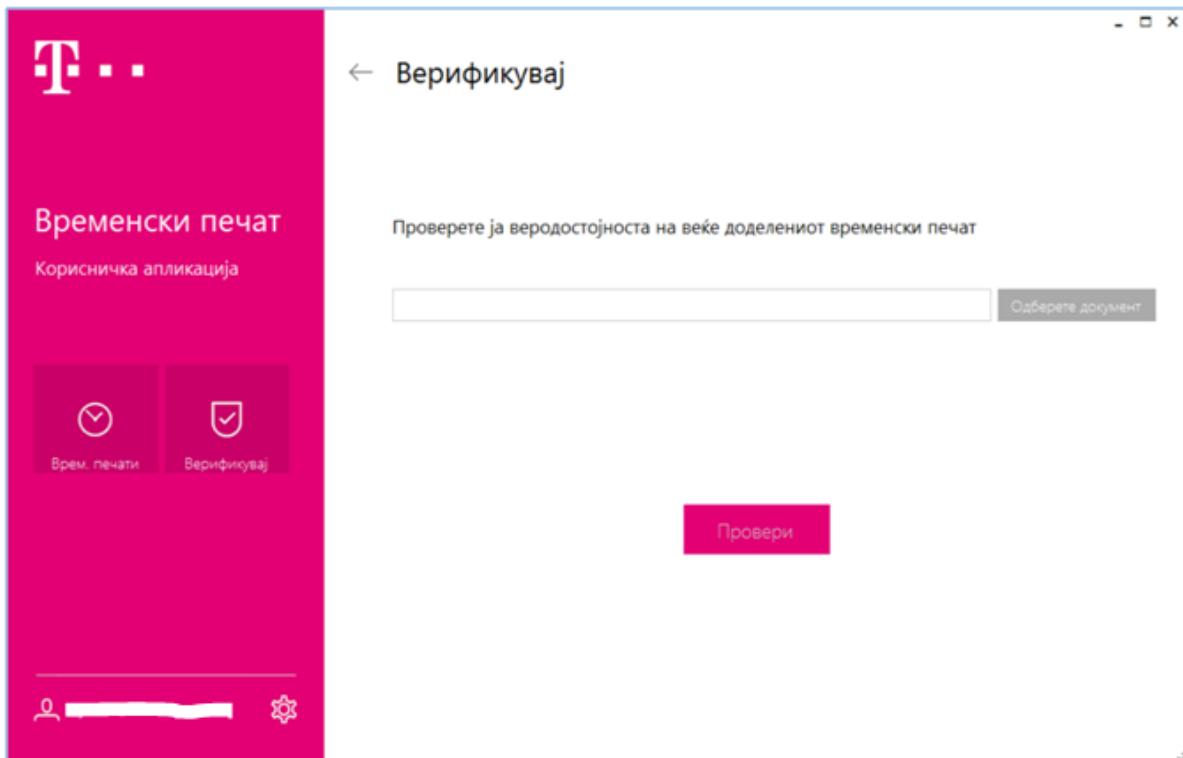 T
Верификувај
Временски печат
Корисничка апликација
Проверете ја веродостојноста на веќе доделениот временски печат
Одберете документ
Врем. печати
Верификувај
Провери